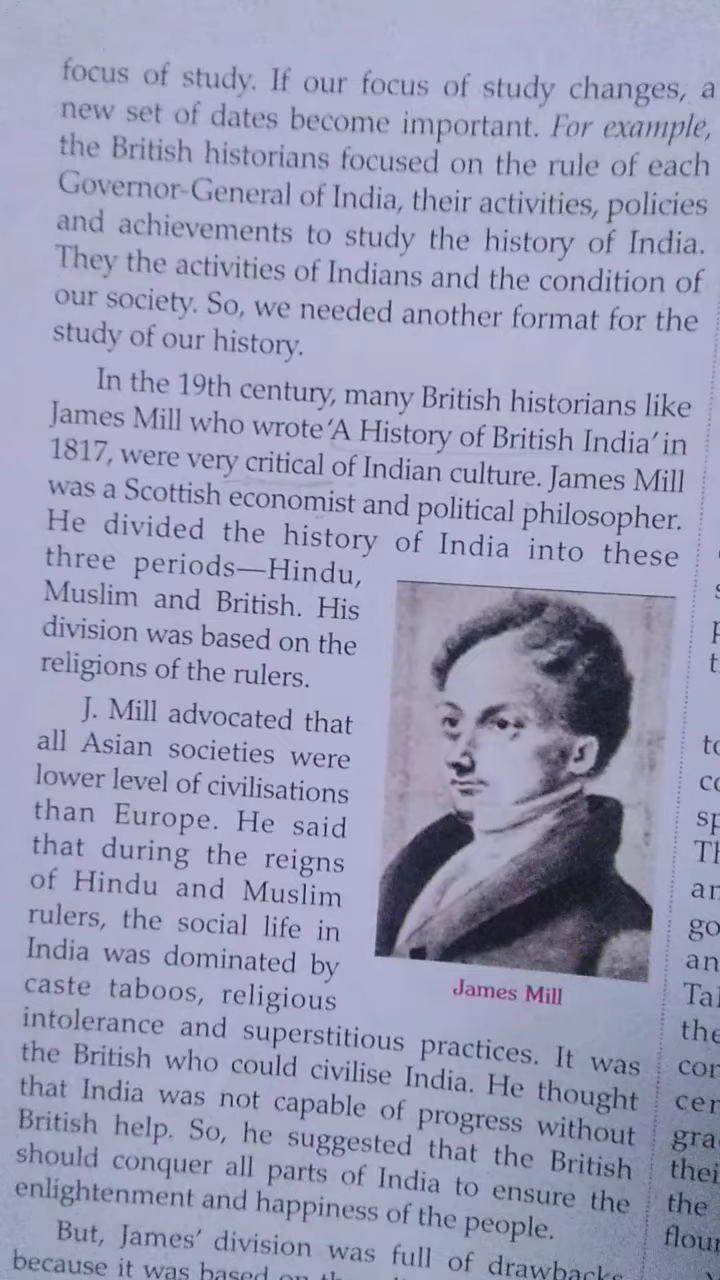 focus of study. If our focus of study changes, a
new set of dates become important. For example,
the British historians focused on the rule of each
Governor-General of India, their activities, policies
and achievements to study the history of India.
They the activities of Indians and the condition of
our society. So, we needed another format for the
study of our history.
In the 19th century, many British historians like
James Mill who wrote 'A History of British India' in
1817, were very critical of Indian culture. James Mill
was a Scottish economist and political philosopher.
He divided the history of India into these
three periods—Hindu,
Muslim and British. His
division was based on the
religions of the rulers.
J. Mill advocated that
all Asian societies were
lower level of civilisations
than Europe. He said
that during the reigns
of Hindu and Muslim
rulers, the social life in
India was dominated by
caste taboos, religious
James Mill
intolerance and superstitious practices. It was
the British who could civilise India. He thought
that India was not capable of progress without
British help. So, he suggested that the British
should conquer all parts of India to ensure the
enlightenment and happiness of the people.
But, James' division was full of drawbacks
because it was based on